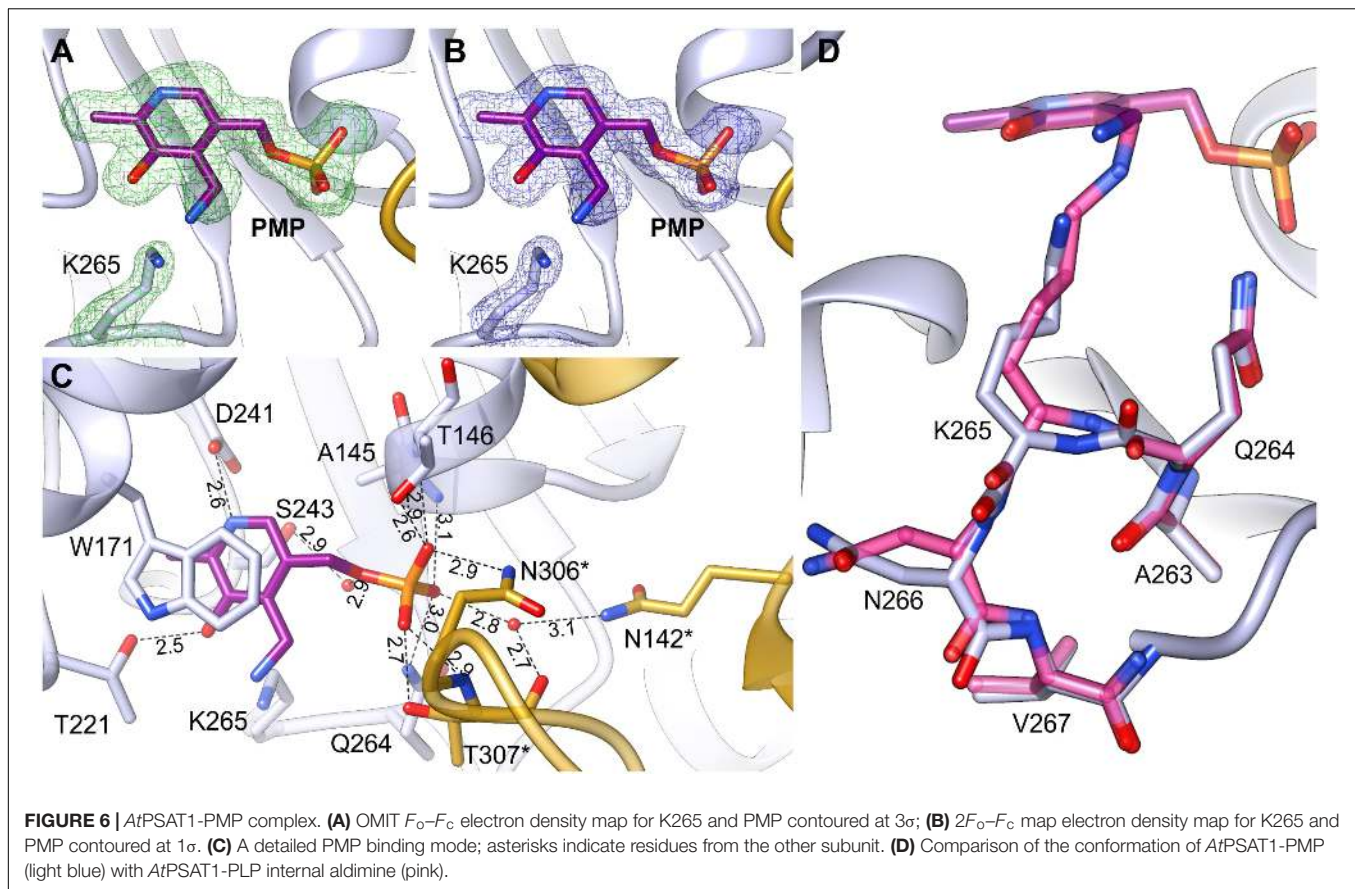 A
B
D
PMP
PMP
K265
K265
C
D241
A145
T146
2.6
S243
2.9
2.9
2.6
3.1
W171
2.9
2.9
N306*
3.0
2.8
3.1
N142*
2.5
2.7
2.9
2.7
T221
K265
Q264
T307*
K265
Q264
A263
N266
V267
FIGURE 6 | AtPSAT1-PMP complex. (A) OMIT Fo–Fc electron density map for K265 and PMP contoured at 3σ; (B) 2Fo–Fc map electron density map for K265 and
PMP contoured at 1σ. (C) A detailed PMP binding mode; asterisks indicate residues from the other subunit. (D) Comparison of the conformation of AtPSAT1-PMP
(light blue) with AtPSAT1-PLP internal aldimine (pink).